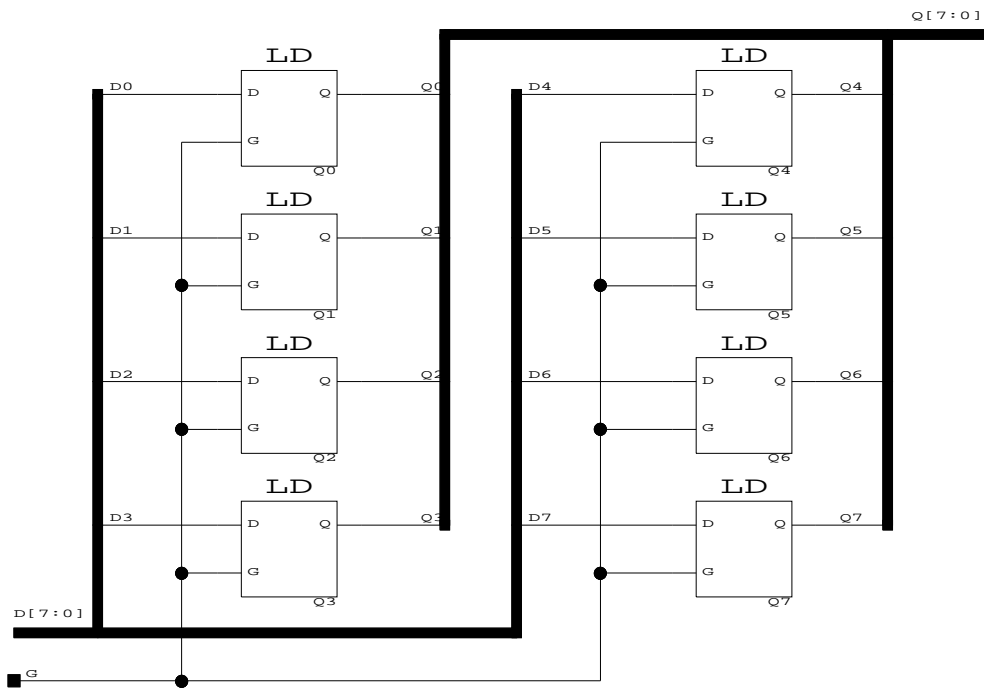 Q[7:0]
LD LD
D0 D Q Q0 D4 D Q Q4
G G
Q0 Q4
LD LD
D1 D Q Q1 D5 D Q Q5
G G
Q1 Q5
LD LD
D2 D Q Q2 D6 D Q Q6
G G
Q2 Q6
LD LD
D3 D Q Q3 D7 D Q Q7
G G
Q3 Q7
D[7:0]
G